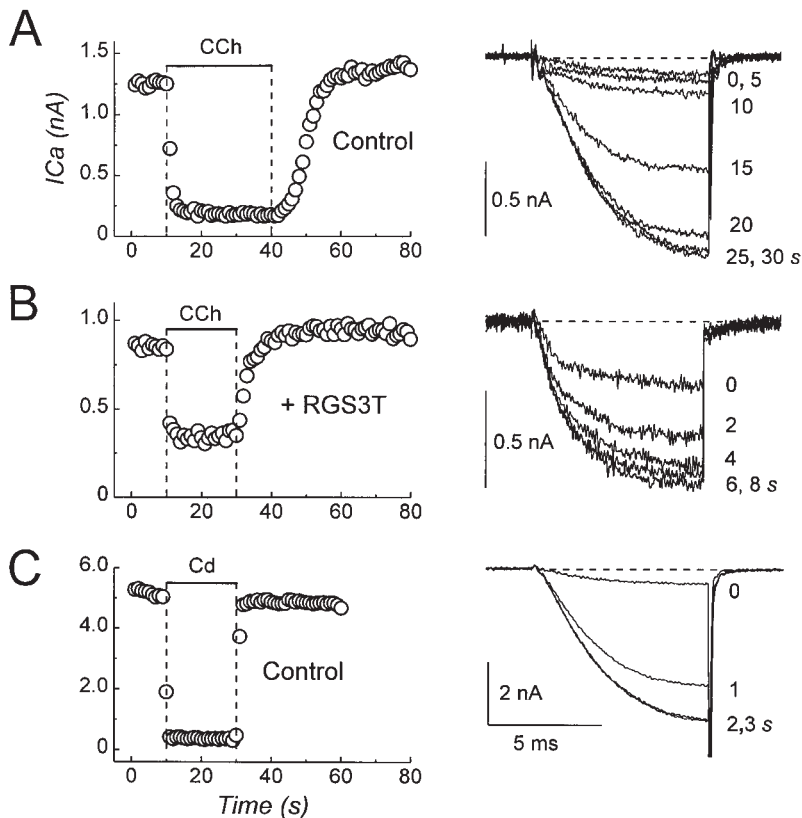 A
CCh
1.5
1.0
0.5
0
ICa (nA)
0 20 40 60 80
Control
0.5 nA
0, 5
10
15
20
25, 30 s
B
CCh
1.0
0.5
0
0 20 40 60 80
+ RGS3T
0.5 nA
0
2
4
6, 8 s
C
Cd
6.0
4.0
2.0
0
0 20 40 60 80
Time (s)
Control
2 nA
5 ms
0
1
2,3 s